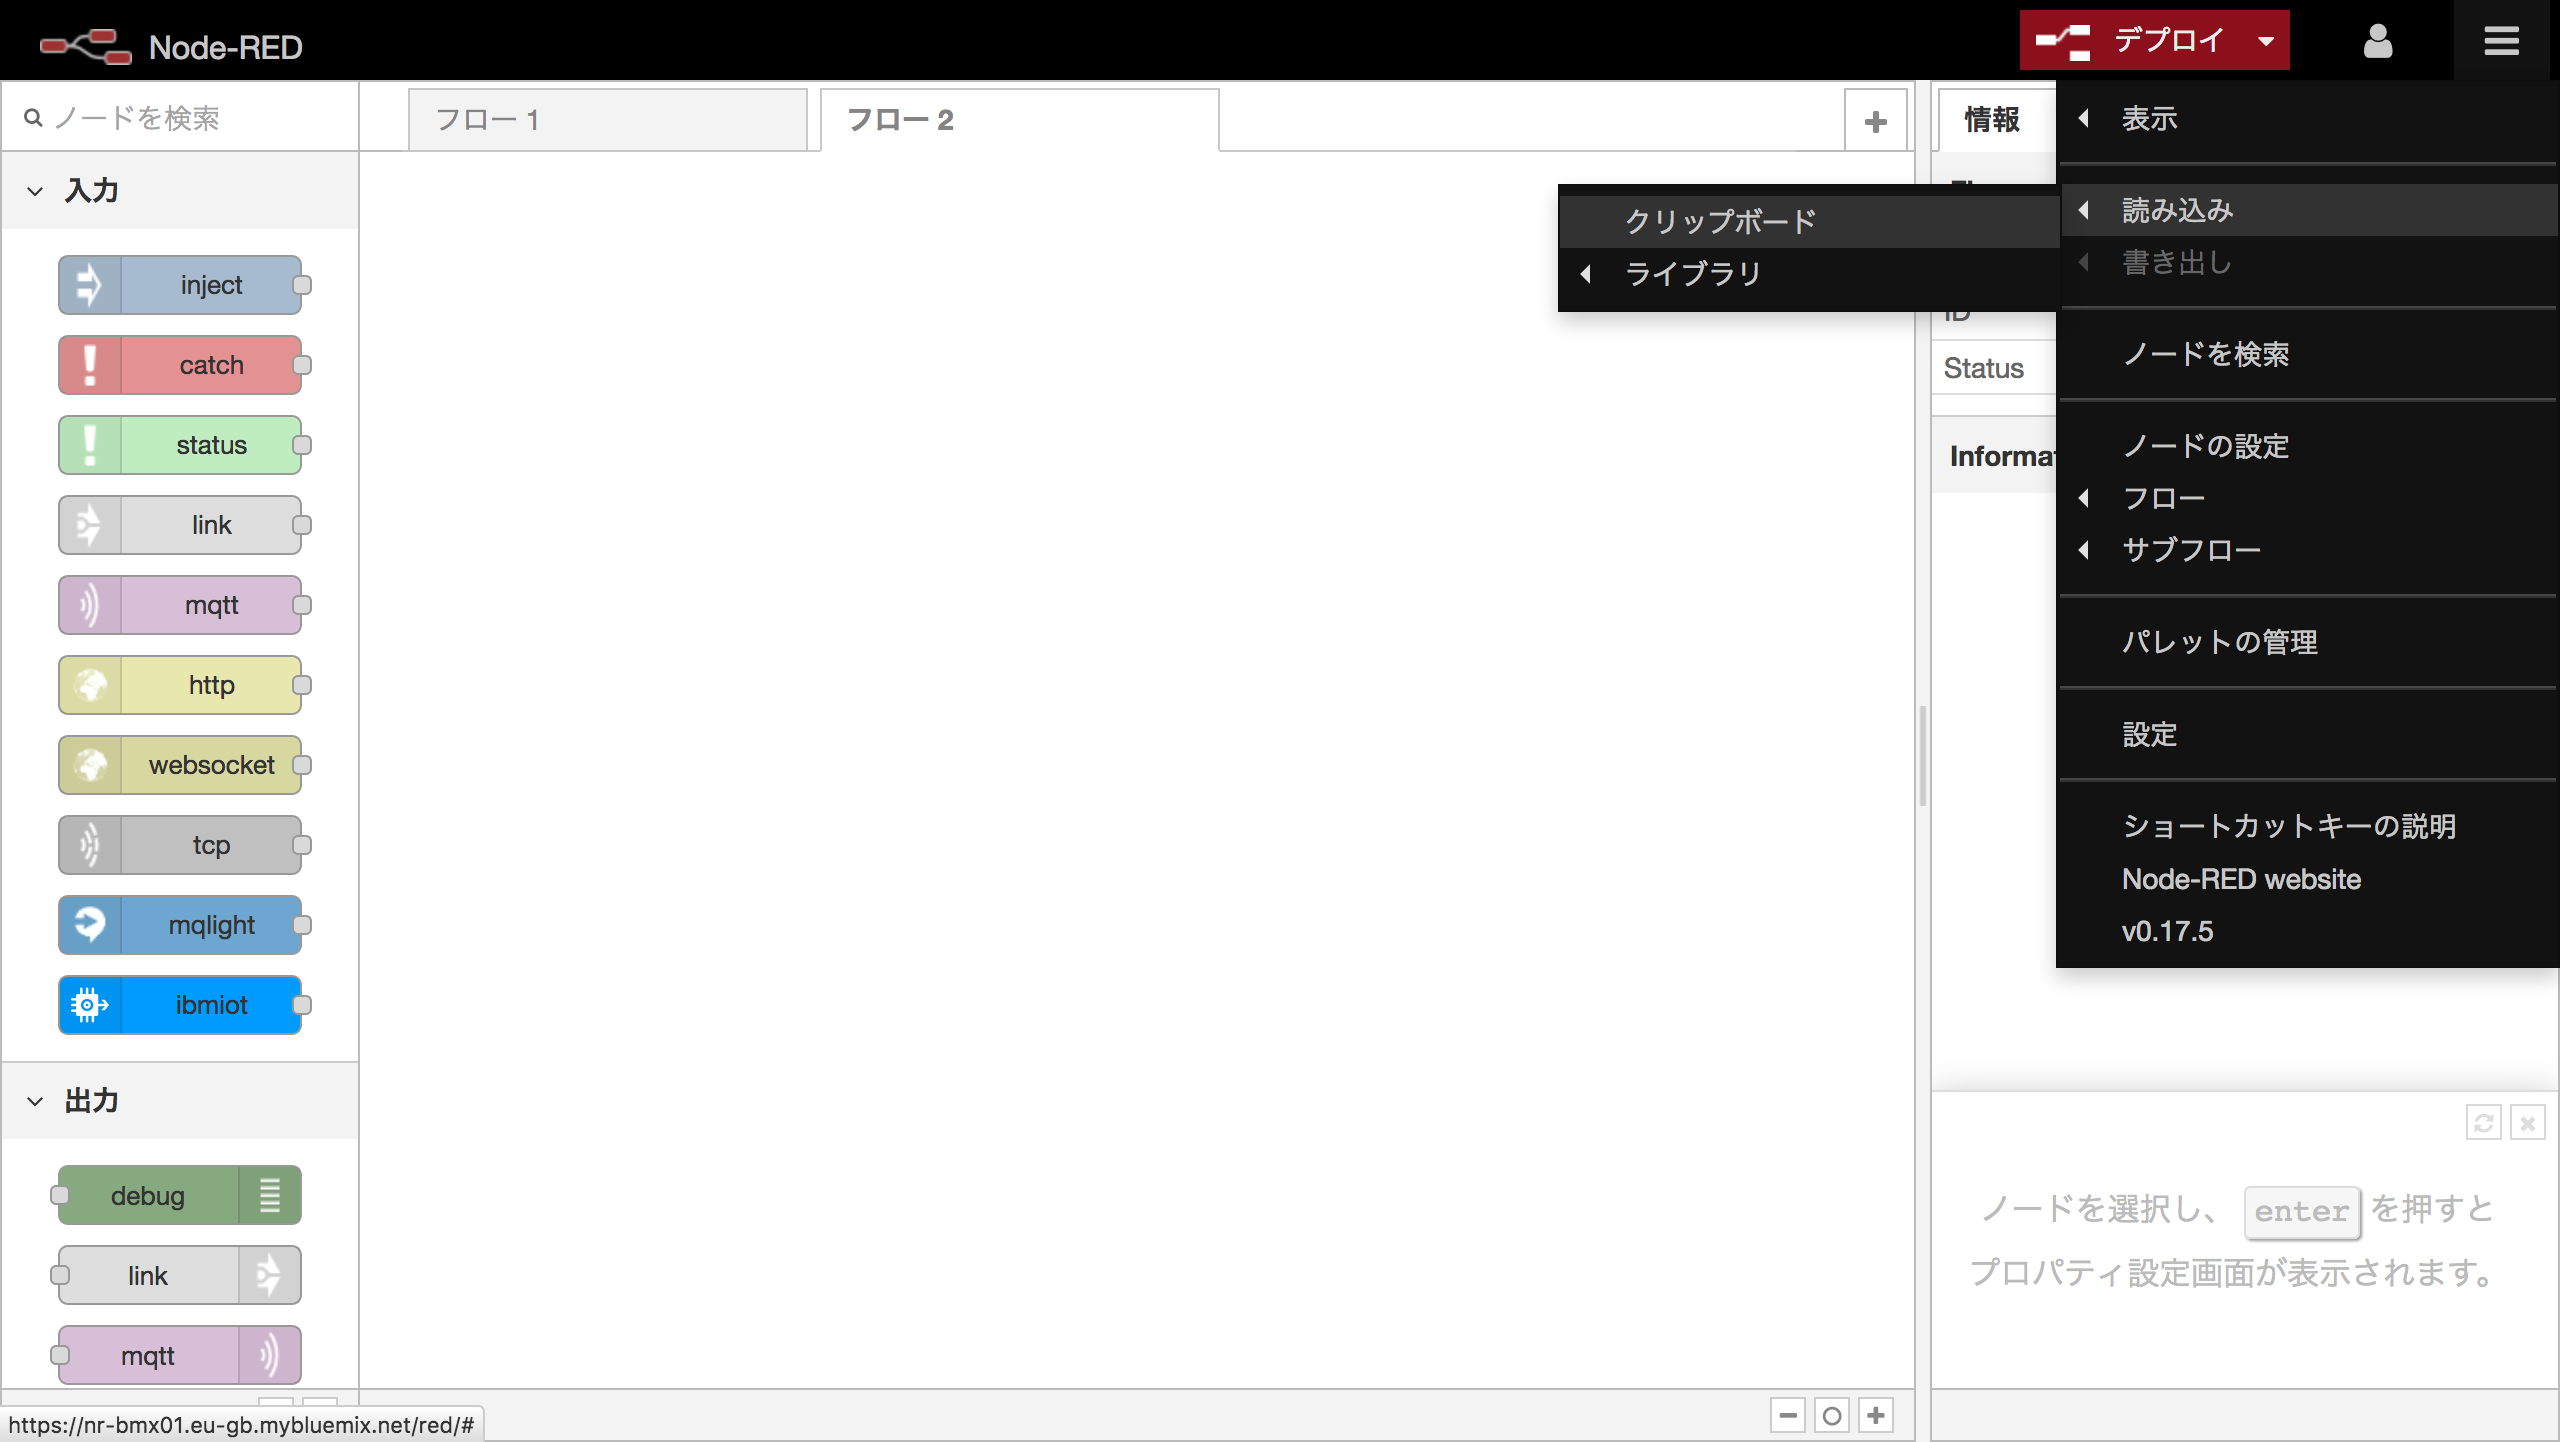 Node-RED
デプロイ
ノードを検索
フロー 1
フロー 2
情報
入力
inject
catch
status
link
mqtt
http
websocket
tcp
mqlight
ibmiot
出力
debug
link
mqtt
クリップボード
ライブラリ
ID
Status
Informat
表示
読み込み
書き出し
ノードを検索
ノードの設定
フロー
サブフロー
パレットの管理
設定
ショートカットキーの説明
Node-RED website
v0.17.5
ノードを選択し、 enter を押すと
プロパティ設定画面が表示されます。
https://nr-bmx01.eu-gb.mybluemix.net/red/#